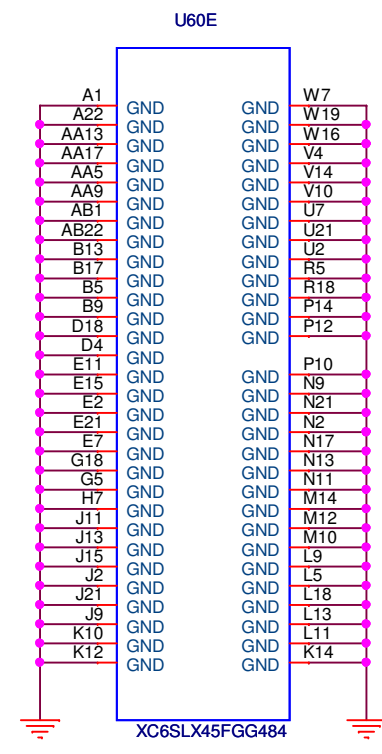 U60E
A1 GND GND W7
A22 GND GND W19
AA13 GND GND W16
AA17 GND GND V4
AA5 GND GND V14
AA9 GND GND V10
AB1 GND GND U7
AB22 GND GND U21
B13 GND GND U2
B17 GND GND R5
B5 GND GND R18
B9 GND GND P14
D18 GND GND P12
D4 GND
E11 GND GND P10
E15 GND GND N9
E2 GND GND N21
E21 GND GND N2
E7 GND GND N17
G18 GND GND N13
G5 GND GND N11
H7 GND GND M14
J11 GND GND M12
J13 GND GND M10
J15 GND GND L9
J2 GND GND L5
J21 GND GND L18
J9 GND GND L13
K10 GND GND L11
K12 GND GND K14
XC6SLX45FGG484